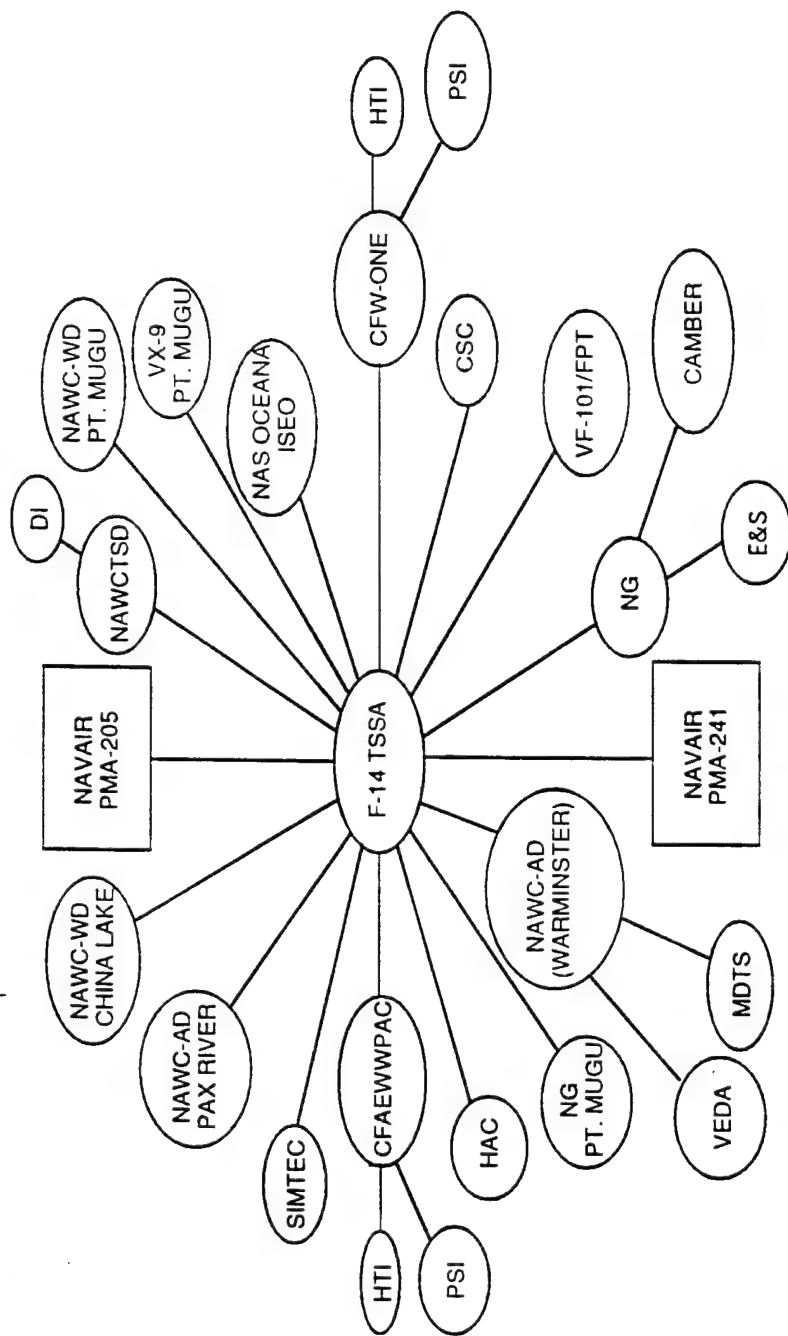 NAVAIR
PMA-205
DI
NAWCTSD
NAWC-WD
PT. MUGU
VX-9
PT. MUGU
NAS OCEANA
ISEO
NAWC-WD
CHINA LAKE
NAWC-AD
PAX RIVER
SIMTEC
HTI
CFAEWWPAC
PSI
F-14 TSSA
CFW-ONE
HTI
PSI
CSC
HAC
VF-101/FPT
NG
PT. MUGU
NAWC-AD
(WARMINSTER)
NG
CAMBER
VEDA
MDTS
E&S
NAVAIR
PMA-241